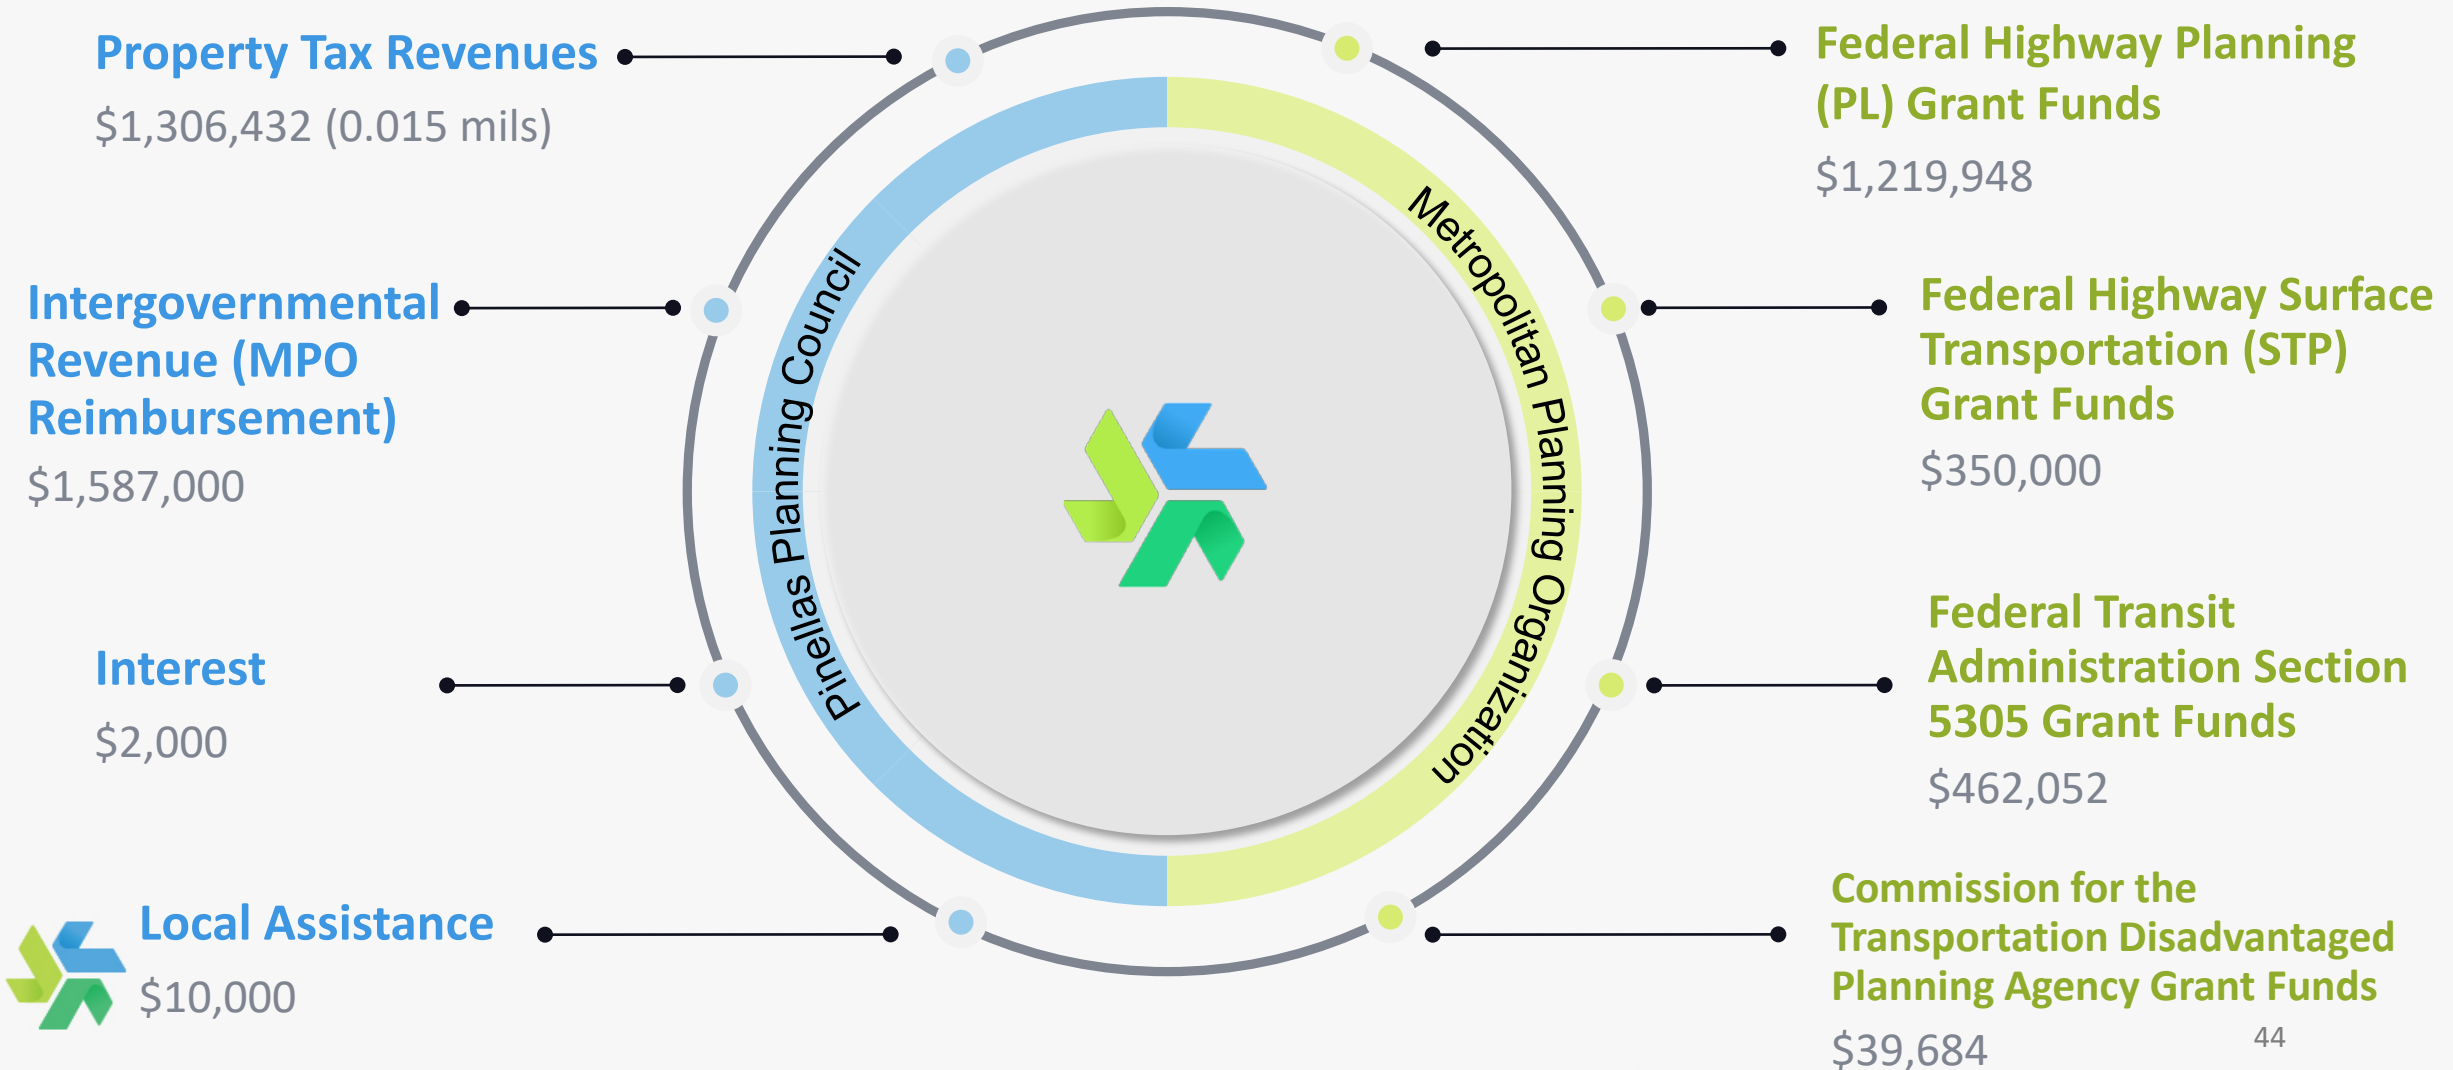 Property Tax Revenues
$1,306,432 (0.015 mils)
Intergovernmental
Revenue (MPO
Reimbursement)
$1,587,000
Interest
$2,000
Local Assistance
$10,000
Pinellas Planning Council
Metropolitan Planning Organization
Federal Highway Planning
(PL) Grant Funds
$1,219,948
Federal Highway Surface
Transportation (STP)
Grant Funds
$350,000
Federal Transit
Administration Section
5305 Grant Funds
$462,052
Commission for the
Transportation Disadvantaged
Planning Agency Grant Funds
$39,684
44